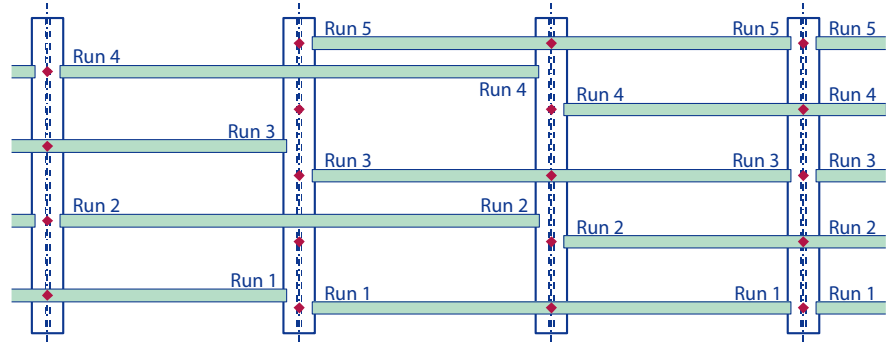 Run 5 Run 5 Run 5
Run 4
Run 4 Run 4 Run 4
Run 3 Run 3 Run 3 Run 3
Run 2 Run 2
Run 2 Run 2
Run 1
Run 1 Run 1 Run 1